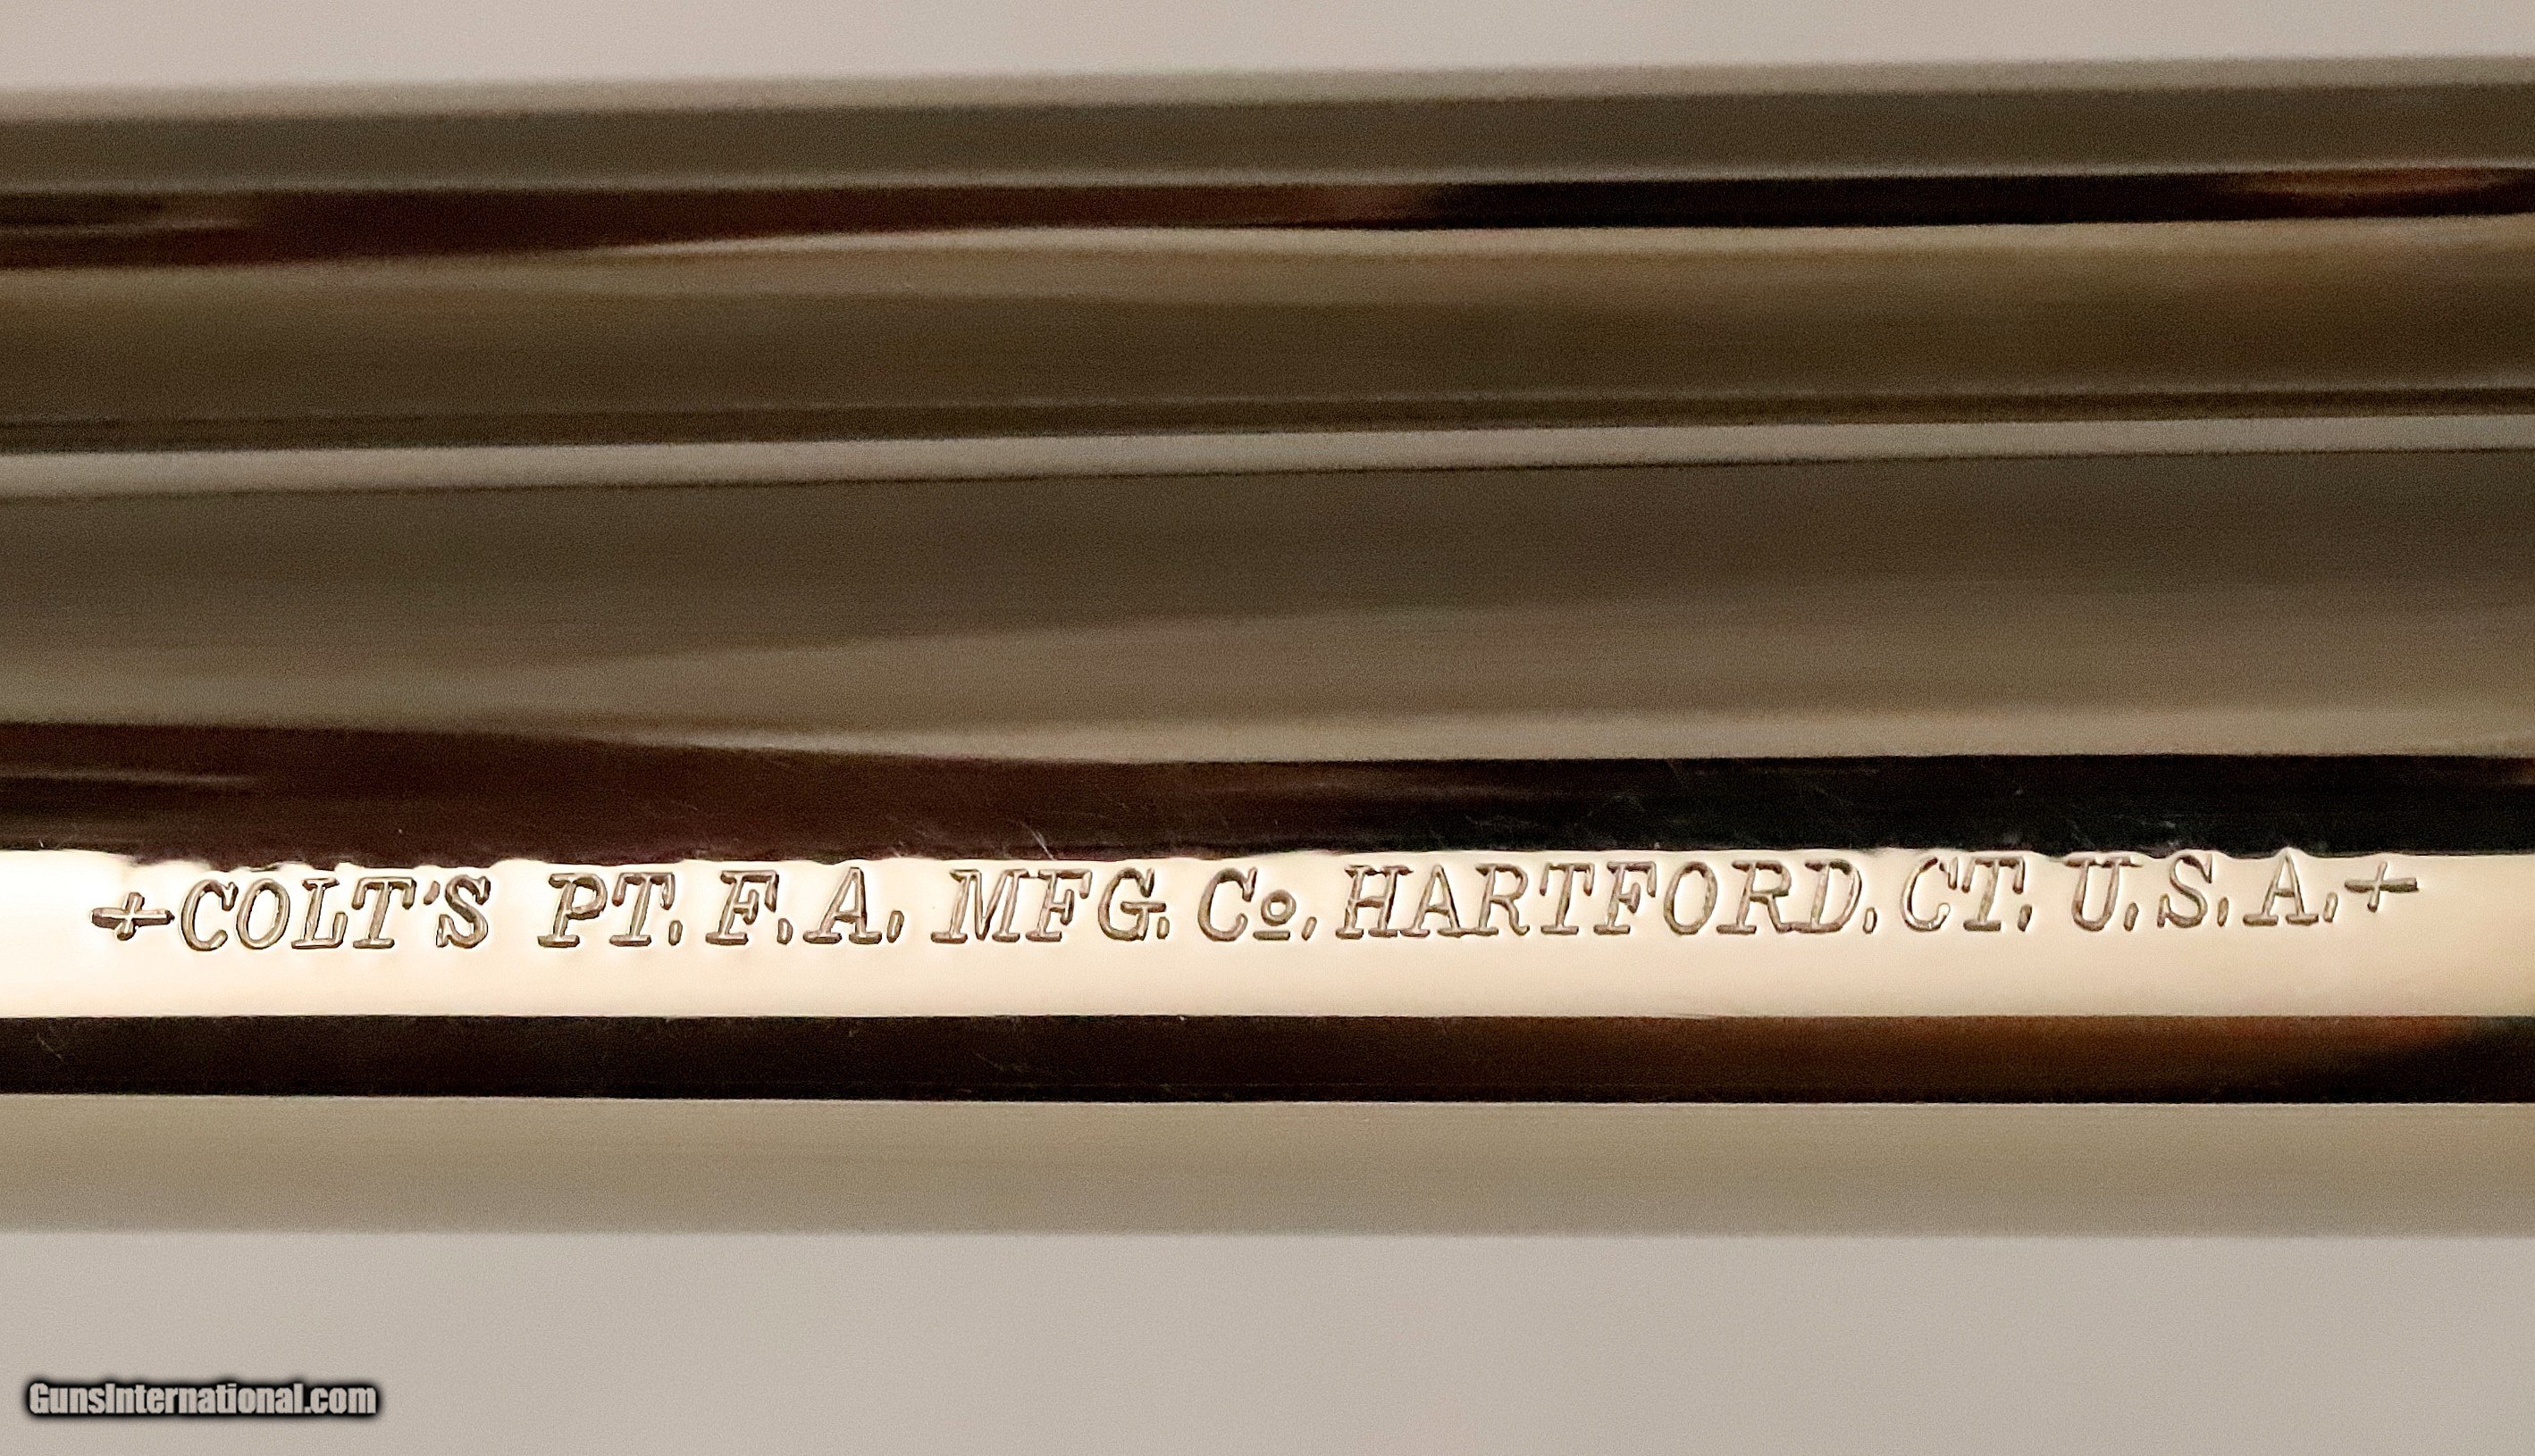 +COLT'S PT. F. A. MFG. Co. HARTFORD. CT. U.S.A.+
GunsInternational.com